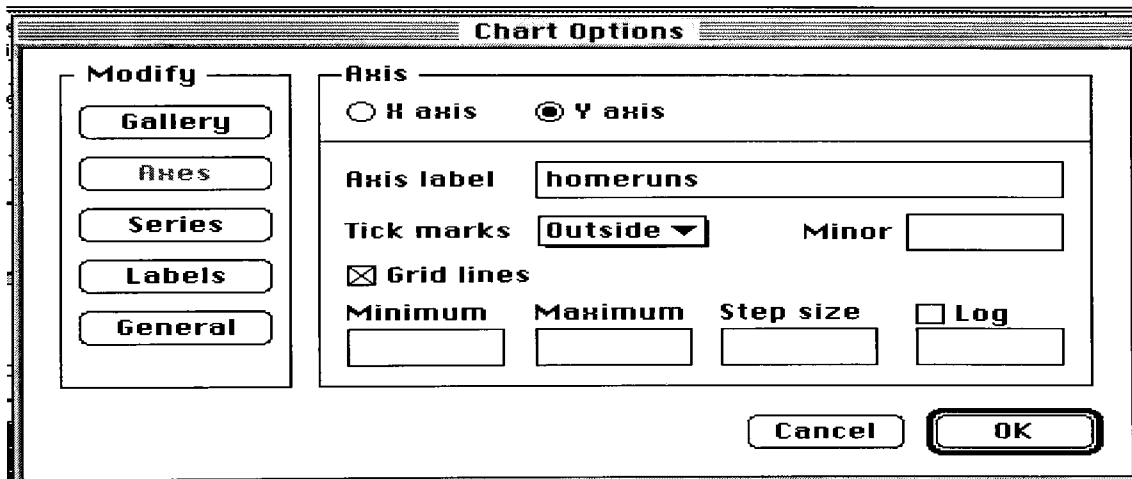 Chart Options
Modify
Gallery
Axes
Series
Labels
General
Axis
X axis Y axis
Axis label homeruns
Tick marks Outside Minor
Grid lines
Minimum Maximum Step size Log
Cancel OK